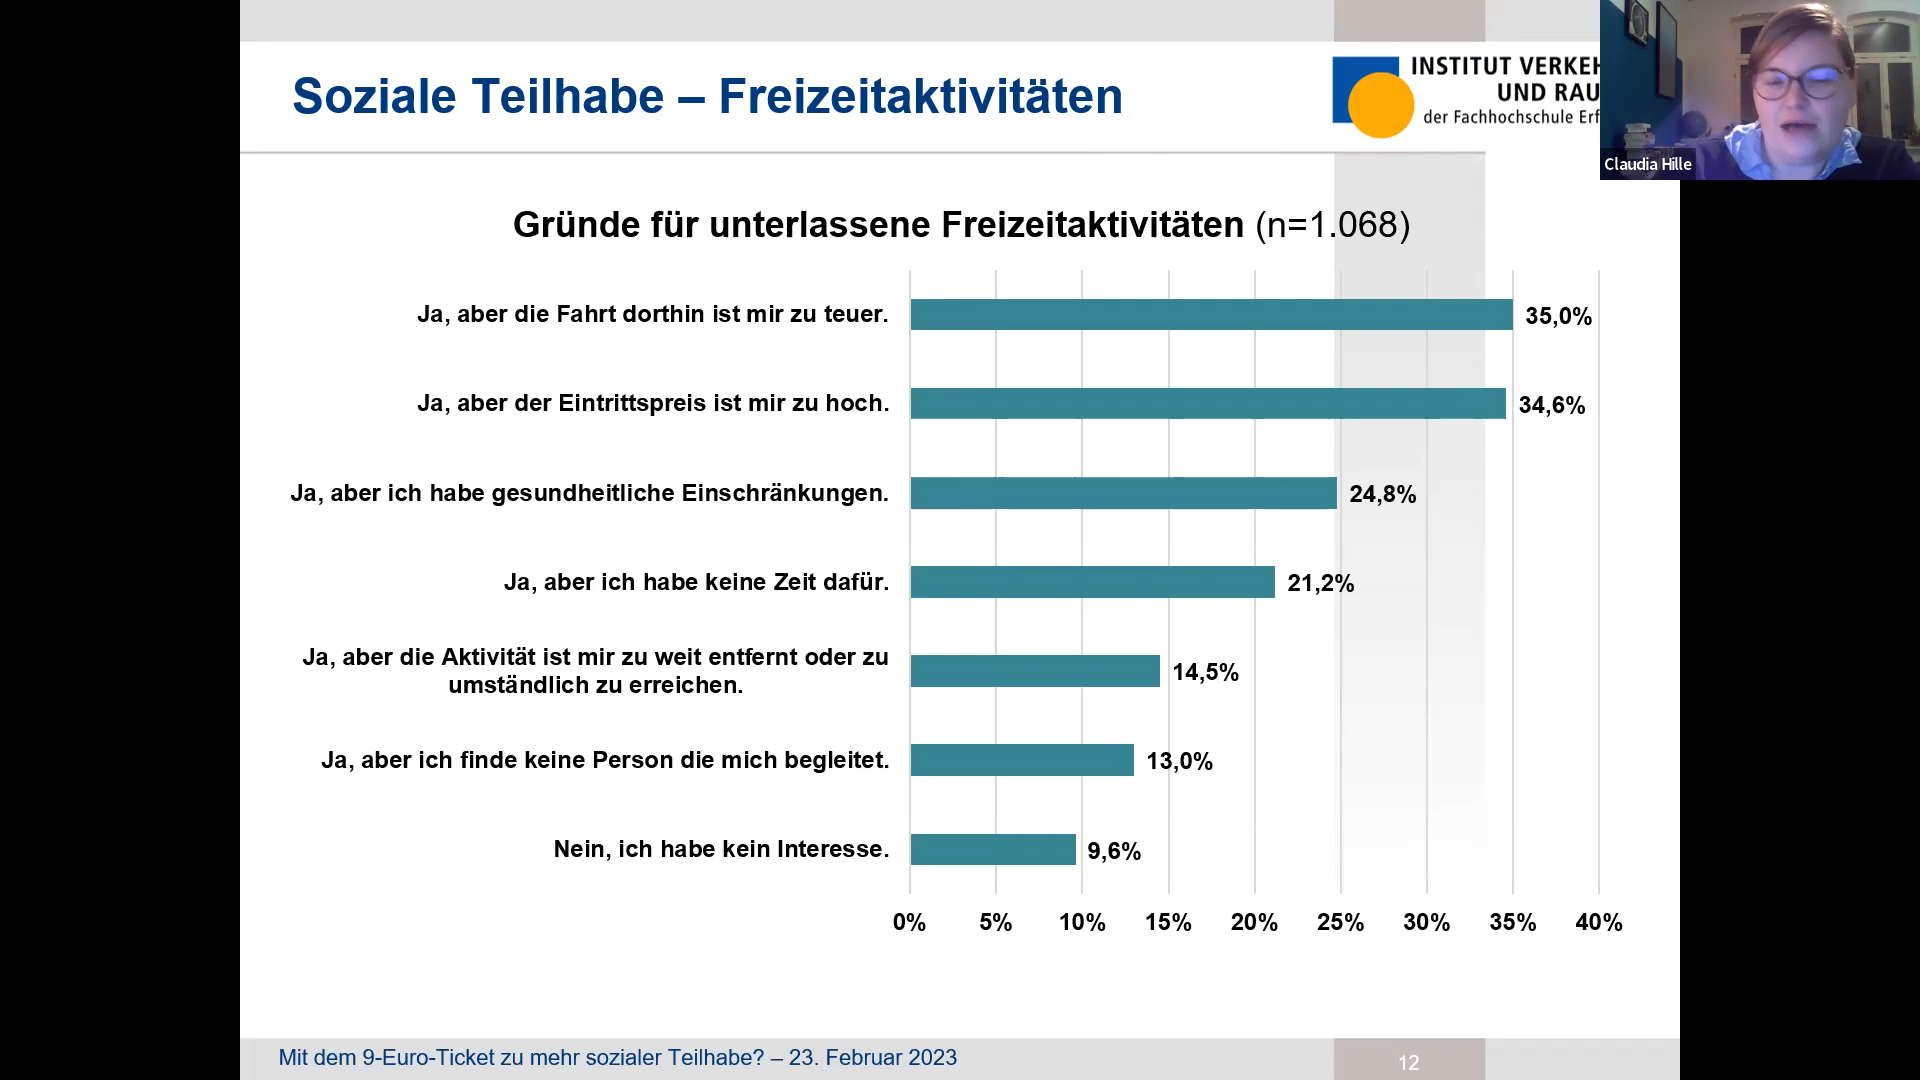 Soziale Teilhabe – Freizeitaktivitäten
INSTITUT VERKEH
UND RAU
der Fachhochschule Erf
Claudia Hille
Gründe für unterlassene Freizeitaktivitäten (n=1.068)
Ja, aber die Fahrt dorthin ist mir zu teuer.
35,0%
Ja, aber der Eintrittspreis ist mir zu hoch.
34,6%
Ja, aber ich habe gesundheitliche Einschränkungen.
24,8%
Ja, aber ich habe keine Zeit dafür.
21,2%
Ja, aber die Aktivität ist mir zu weit entfernt oder zu
umständlich zu erreichen.
14,5%
Ja, aber ich finde keine Person die mich begleitet.
13,0%
Nein, ich habe kein Interesse.
9,6%
0% 5% 10% 15% 20% 25% 30% 35% 40%
Mit dem 9-Euro-Ticket zu mehr sozialer Teilhabe? – 23. Februar 2023
12